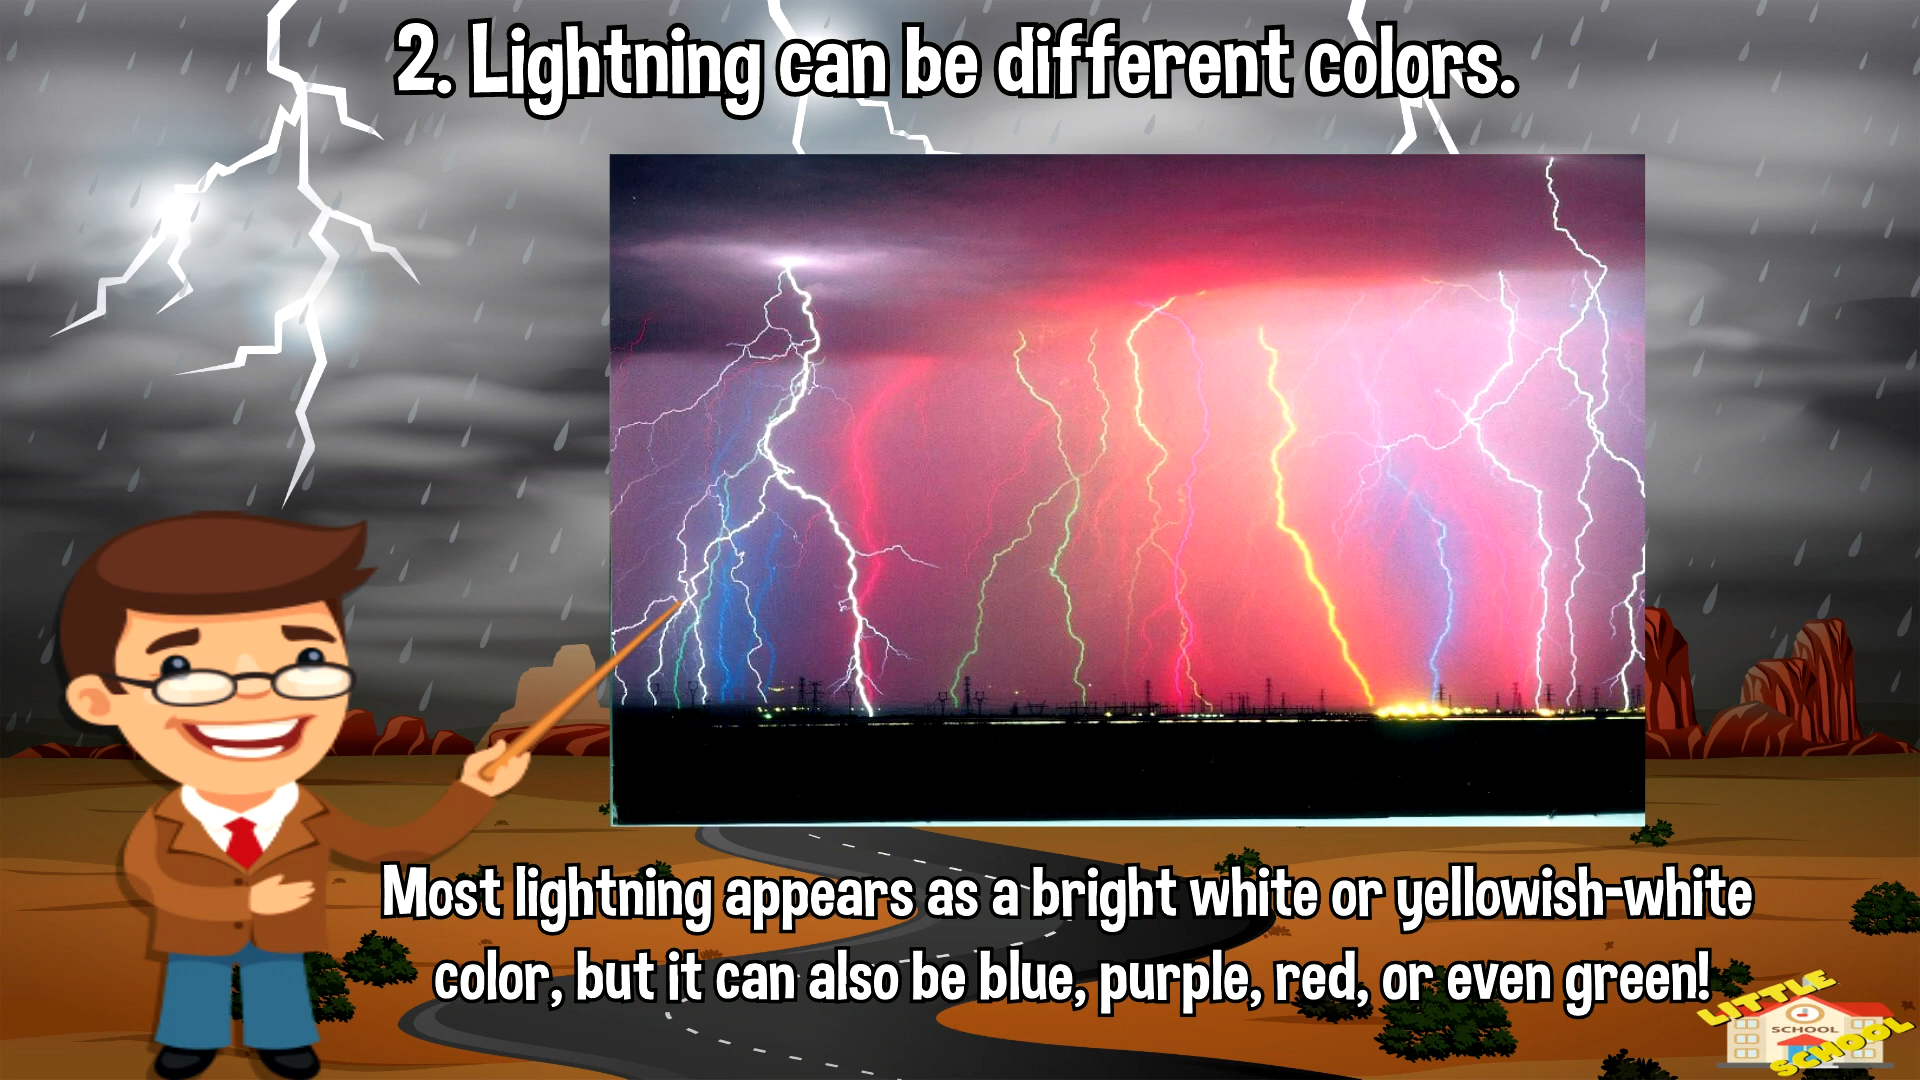 2. Lightning can be different colors.
Most lightning appears as a bright white or yellowish-white
color, but it can also be blue, purple, red, or even green!
LITTLE
SCHOOL
SCHOOL